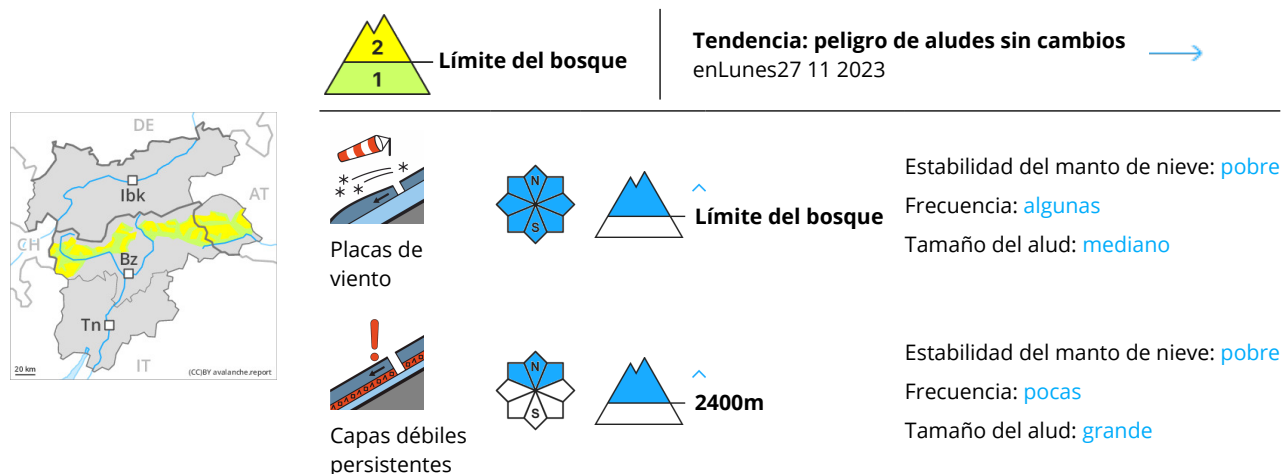 2
1
Límite del bosque
Tendencia: peligro de aludes sin cambios
enLunes27 11 2023
DE
Ibk
AT
CH
Bz
Tn
IT
20 km
(CC)BY avalanche.report
Placas de
viento
N
S
Límite del bosque
Estabilidad del manto de nieve: pobre
Frecuencia: algunas
Tamaño del alud: mediano
Capas débiles
persistentes
N
S
2400m
Estabilidad del manto de nieve: pobre
Frecuencia: pocas
Tamaño del alud: grande